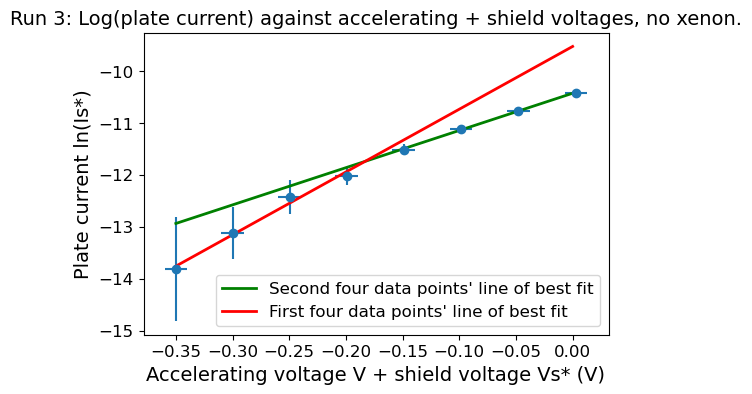 Run 3: Log(plate current) against accelerating + shield voltages, no xenon.
Plate current ln(Is*)
−10
−11
−12
−13
−14
−15
Second four data points' line of best fit
First four data points' line of best fit
−0.35 −0.30 −0.25 −0.20 −0.15 −0.10 −0.05 0.00
Accelerating voltage V + shield voltage Vs* (V)